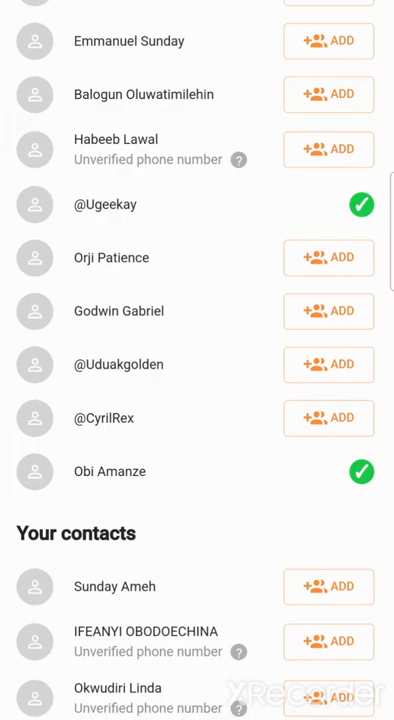 Emmanuel Sunday
ADD
Balogun Oluwatimilehin
ADD
Habeeb Lawal
Unverified phone number ?
ADD
@Ugeekay
Orji Patience
ADD
Godwin Gabriel
ADD
@Uduakgolden
ADD
@CyrilRex
ADD
Obi Amanze
Your contacts
Sunday Ameh
ADD
IFEANYI OBODOECHINA
Unverified phone number ?
ADD
Okwudiri Linda
Unverified phone number ?
ADD
XRecorder